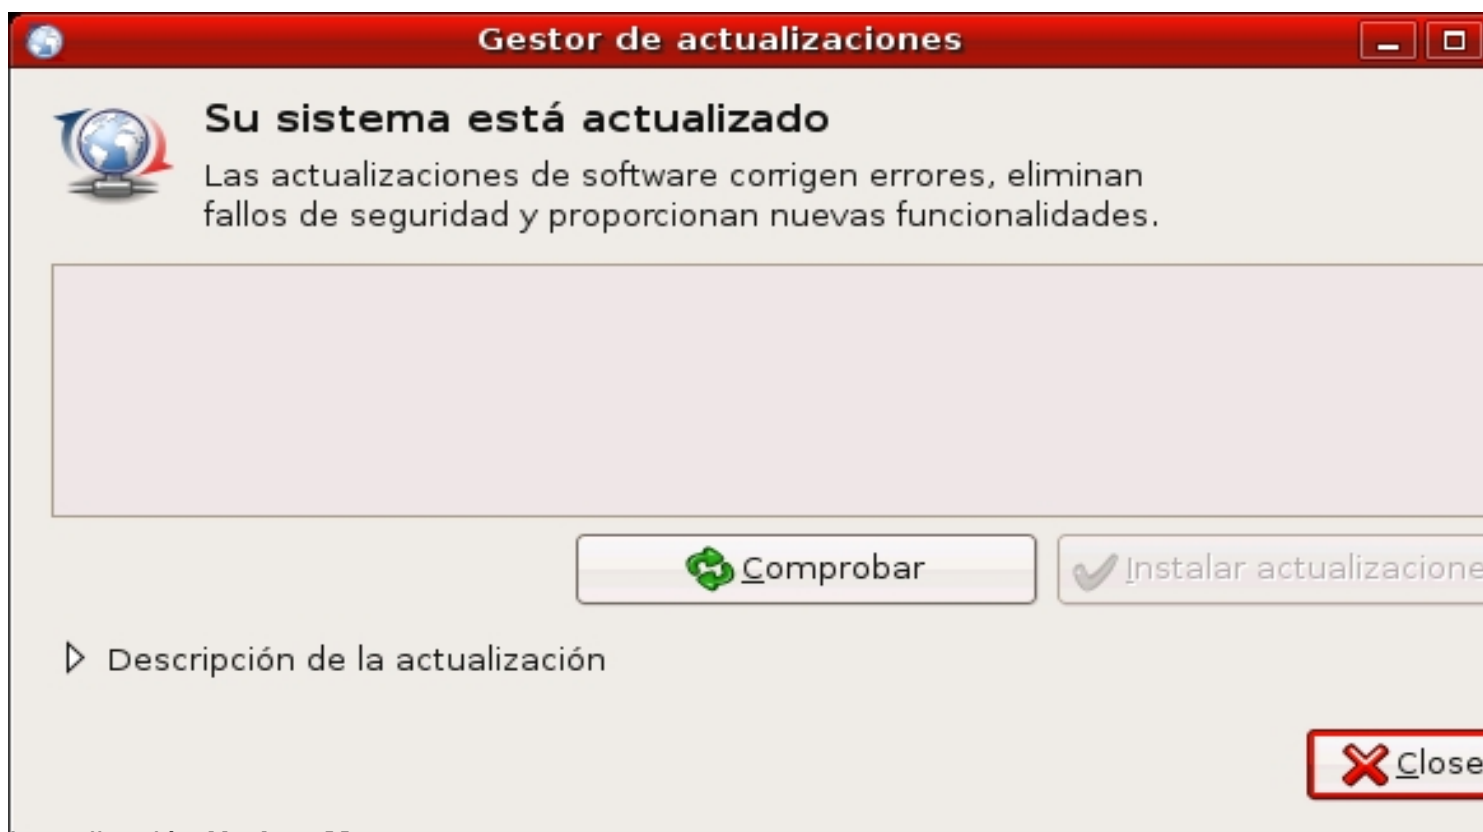 Gestor de actualizaciones
Su sistema está actualizado
Las actualizaciones de software corrigen errores, eliminan
fallos de seguridad y proporcionan nuevas funcionalidades.
Comprobar
Instalar actualizacione
Descripción de la actualización
Close